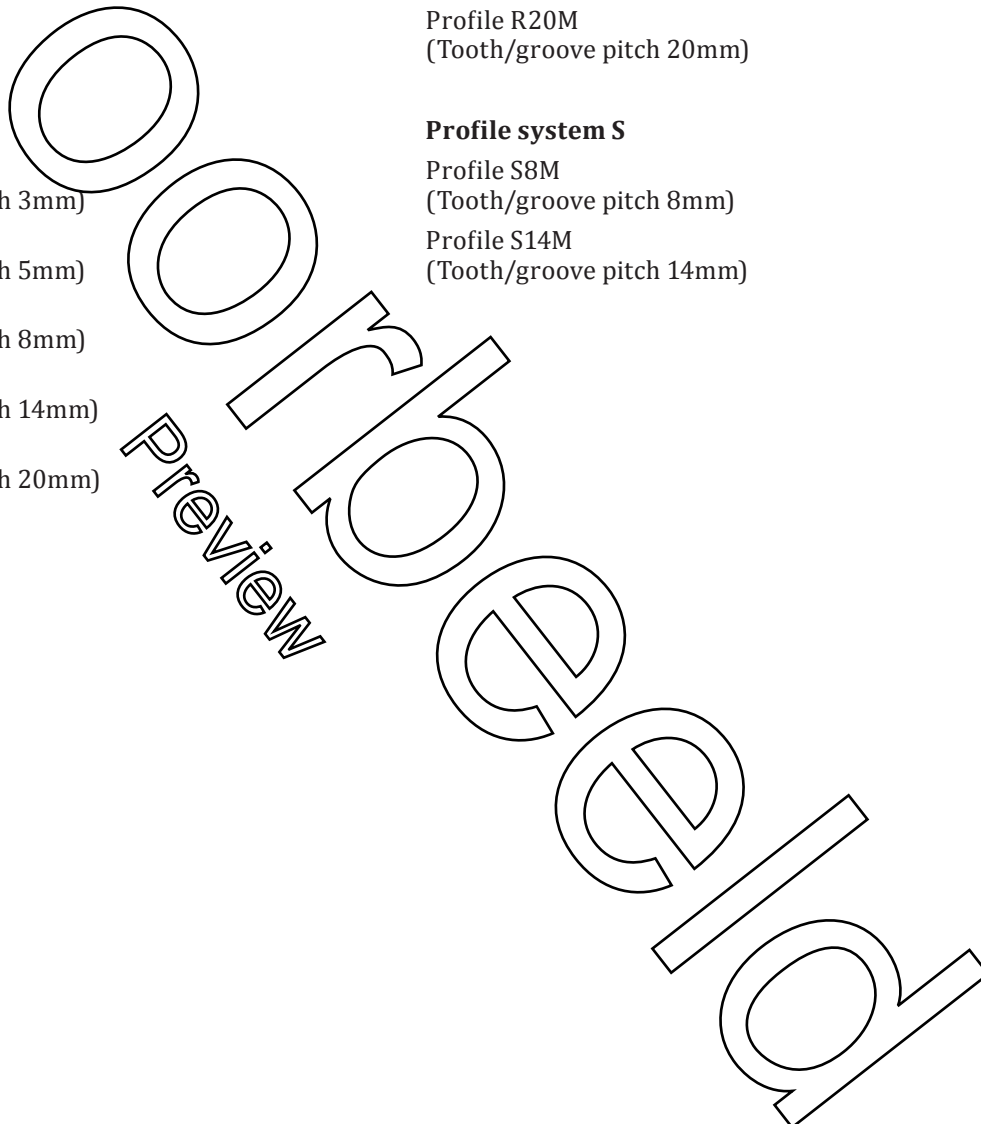 h 3mm)
h 5mm)
h 8mm)
h 14mm)
h 20mm)
Profile R20M
(Tooth/groove pitch 20mm)
Profile system S
Profile S8M
(Tooth/groove pitch 8mm)
Profile S14M
(Tooth/groove pitch 14mm)
oorbeeld
Preview